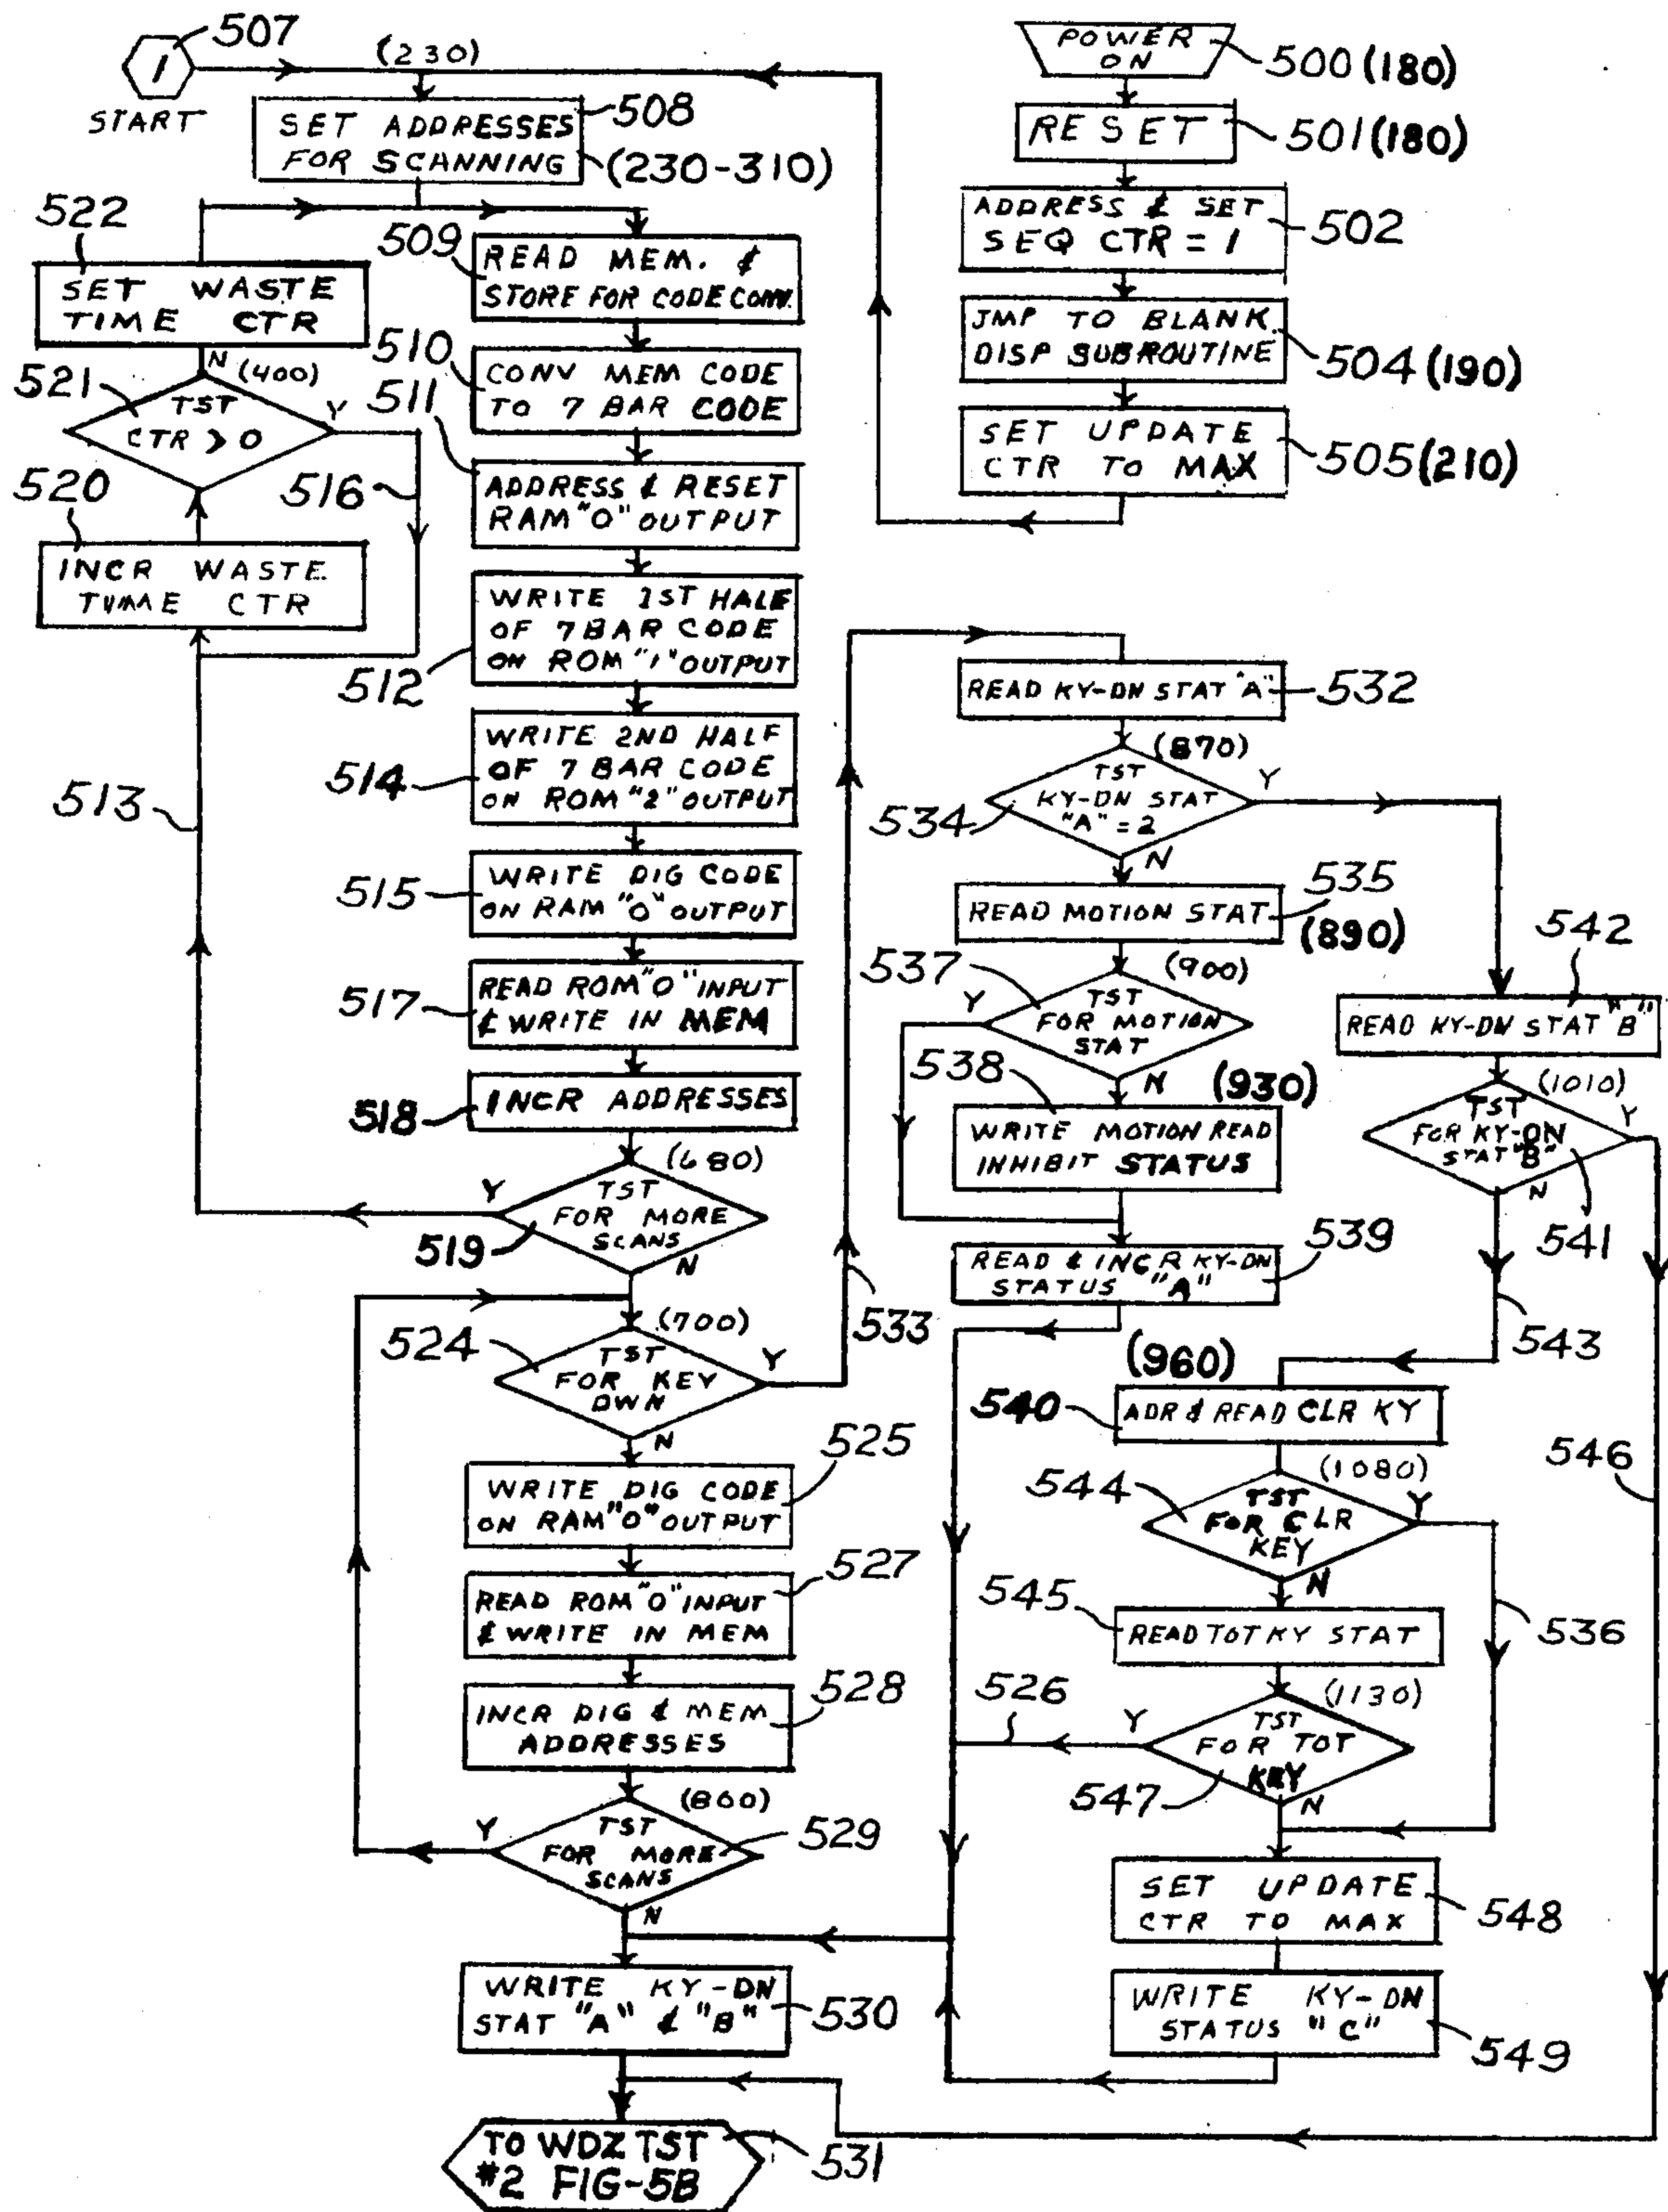 507
1
START
(230)
508
SET ADDRESSES
FOR SCANNING
(230-310)
522
SET WASTE
TIME CTR
N (400)
521
TST
CTR > 0
Y
520
516
INCR WASTE
TIME CTR
513
509
READ MEM. &
STORE FOR CODE CONV.
510
CONV MEM CODE
TO 7 BAR CODE
511
ADDRESS & RESET
RAM "0" OUTPUT
WRITE 1ST HALF
OF 7 BAR CODE
ON ROM "1" OUTPUT
512
WRITE 2ND HALF
OF 7 BAR CODE
ON ROM "2" OUTPUT
514
WRITE DIG CODE
ON RAM "0" OUTPUT
515
READ ROM "0" INPUT
& WRITE IN MEM
517
INCR ADDRESSES
518
(680)
Y
TST
FOR MORE
SCANS
519
N
(700)
524
TST
FOR KEY
DWN
Y
533
N
525
WRITE DIG CODE
ON RAM "0" OUTPUT
527
READ ROM "0" INPUT
& WRITE IN MEM
528
INCR DIG & MEM
ADDRESSES
(860)
Y
TST
FOR MORE
SCANS
529
N
WRITE KY-DN
STAT "A" & "B"
530
TO WDZ TST
#2 FIG-5B
531
POWER
ON
500 (180)
RESET
501 (180)
ADDRESS & SET
SEQ CTR = 1
502
JMP TO BLANK
DISP SUBROUTINE
504 (190)
SET UPDATE
CTR TO MAX
505 (210)
READ KY-DN STAT "A"
532
(870)
TST
KY-DN STAT
"A" = 2
Y
534
N
READ MOTION STAT
535
(890)
537
(900)
Y
TST
FOR MOTION
STAT
538
N
(930)
WRITE MOTION READ
INHIBIT STATUS
READ & INCR KY-DN
STATUS "A"
539
542
READ KY-DN STAT "B"
(1010)
TST
FOR KY-DN
STAT "B"
Y
N
541
543
(960)
540
ADR & READ CLR KY
546
(1080)
544
TST
FOR CLR
KEY
Y
N
545
READ TOT KY STAT
536
526
(1130)
Y
TST
FOR TOT
KEY
547
N
SET UPDATE
CTR TO MAX
548
WRITE KY-DN
STATUS "C"
549